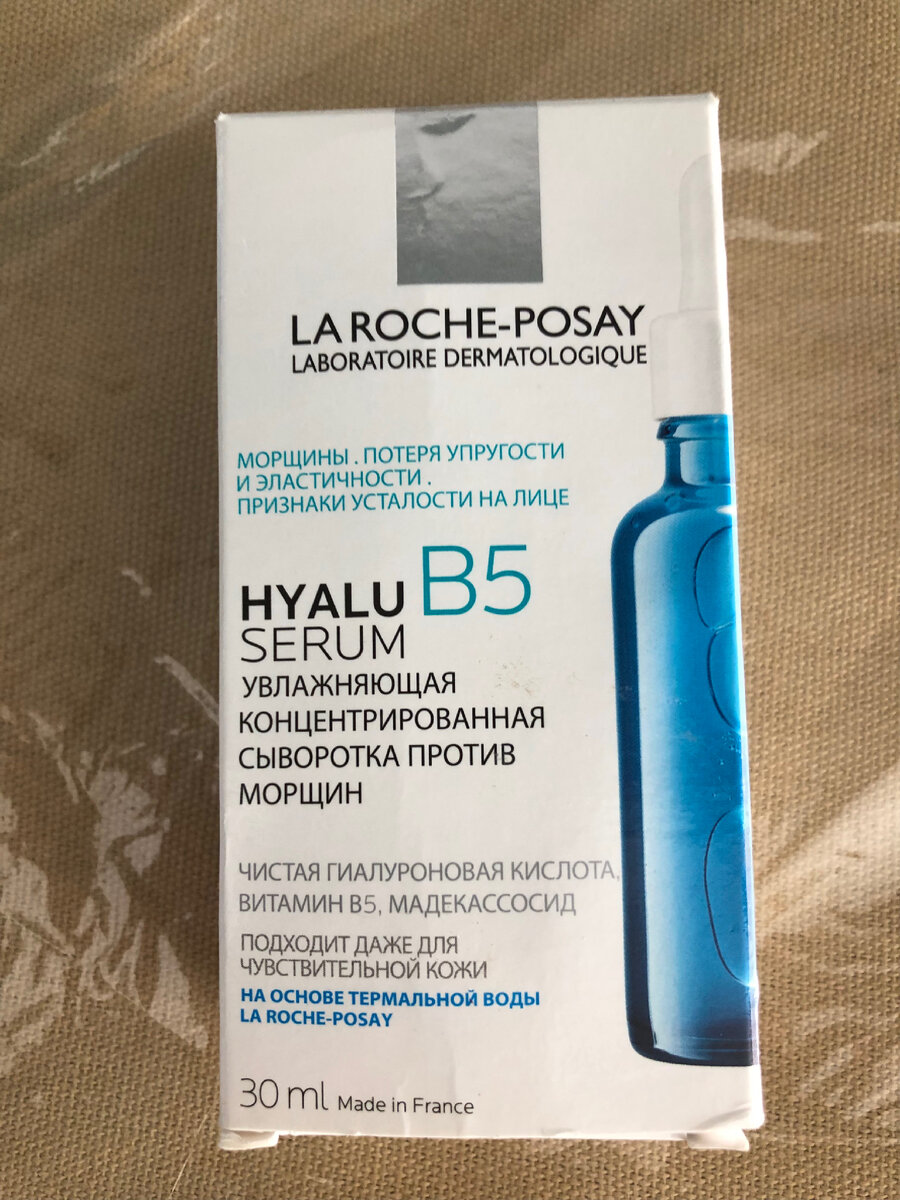 LA ROCHE-POSAY
LABORATOIRE DERMATOLOGIQUE
МОРЩИНЫ . ПОТЕРЯ УПРУГОСТИ
И ЭЛАСТИЧНОСТИ .
ПРИЗНАКИ УСТАЛОСТИ НА ЛИЦЕ
HYALU B5
SERUM
УВЛАЖНЯЮЩАЯ
КОНЦЕНТРИРОВАННАЯ
СЫВОРОТКА ПРОТИВ
МОРЩИН
ЧИСТАЯ ГИАЛУРОНОВАЯ КИСЛОТА,
ВИТАМИН B5, МАДЕКАССОСИД
ПОДХОДИТ ДАЖЕ ДЛЯ
ЧУВСТВИТЕЛЬНОЙ КОЖИ
НА ОСНОВЕ ТЕРМАЛЬНОЙ ВОДЫ
LA ROCHE-POSAY
30 ml Made in France